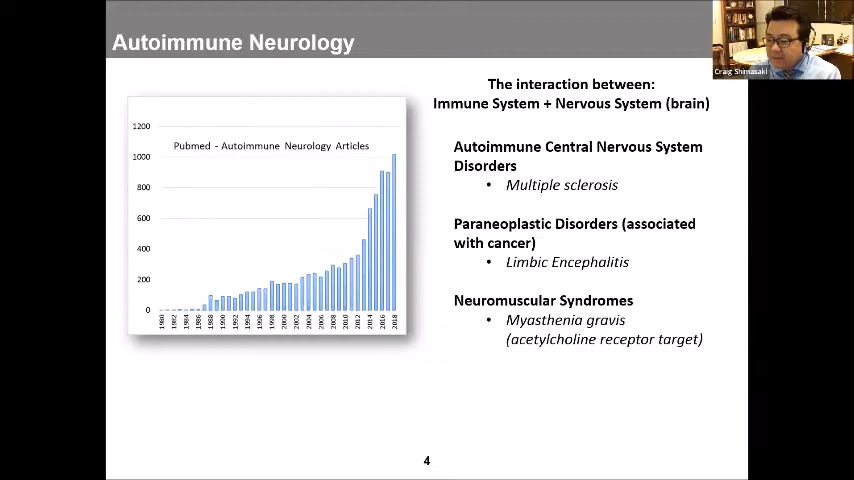 Autoimmune Neurology
Craig Shimasaki
The interaction between:
Immune System + Nervous System (brain)
1200
1000
800
600
400
200
0
Pubmed - Autoimmune Neurology Articles
1980
1982
1984
1986
1988
1990
1992
1994
1996
1998
2000
2002
2004
2006
2008
2010
2012
2014
2016
2018
Autoimmune Central Nervous System
Disorders
• Multiple sclerosis
Paraneoplastic Disorders (associated
with cancer)
• Limbic Encephalitis
Neuromuscular Syndromes
• Myasthenia gravis
(acetylcholine receptor target)
4